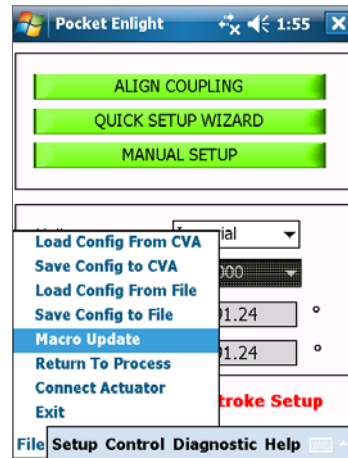 Pocket Enlight 1:55
ALIGN COUPLING
QUICK SETUP WIZARD
MANUAL SETUP
ial
Load Config From CVA
Save Config to CVA
000
Load Config From File
Save Config to File
1.24 °
Macro Update
Return To Process
1.24 °
Connect Actuator
troke Setup
Exit
File Setup Control Diagnostic Help